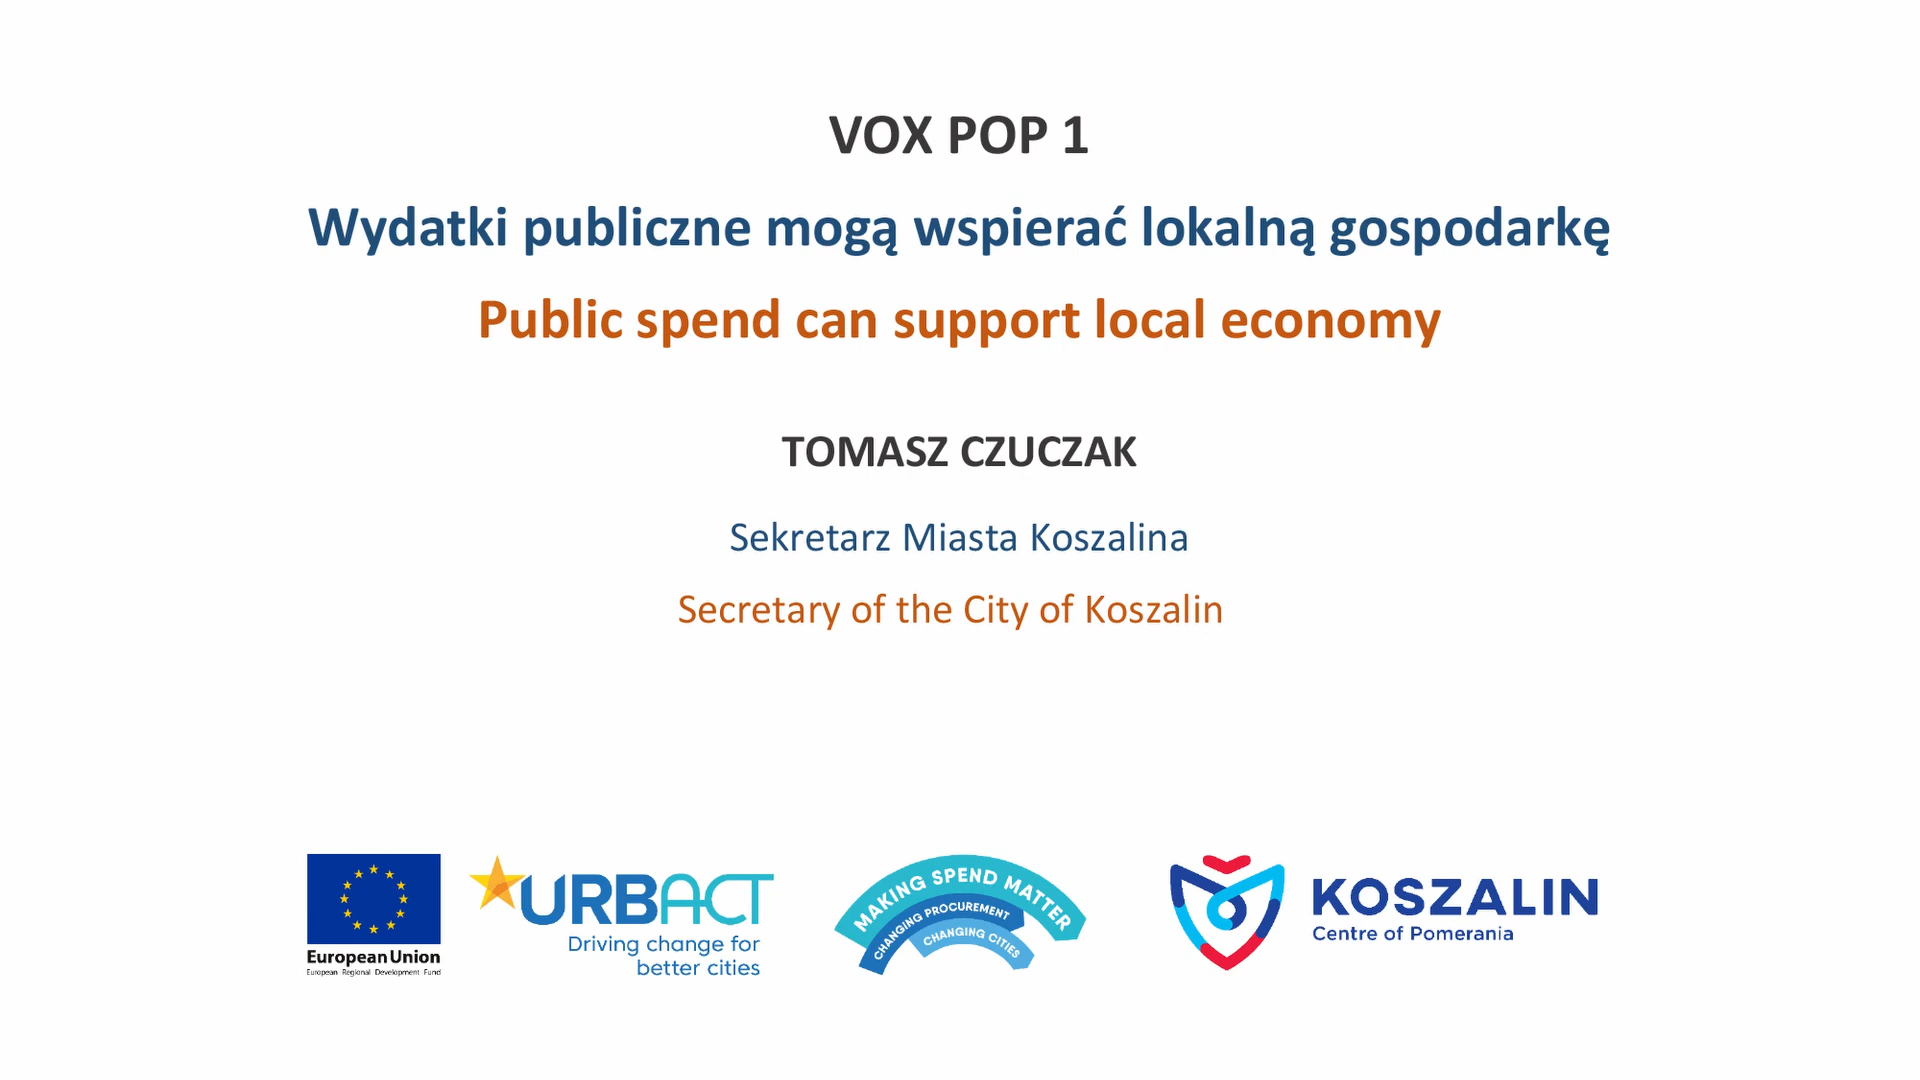 VOX POP 1
Wydatki publiczne mogą wspierać lokalną gospodarkę
Public spend can support local economy
TOMASZ CZUCZAK
Sekretarz Miasta Koszalina
Secretary of the City of Koszalin
European Union
European Regional Development Fund
URBACT
Driving change for
better cities
MAKING SPEND MATTER
CHANGING PROCUREMENT
CHANGING CITIES
KOSZALIN
Centre of Pomerania